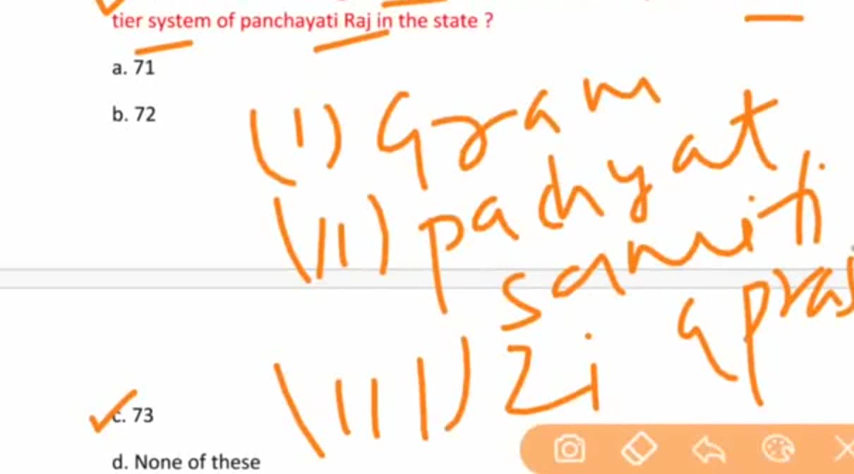 tier system of panchayati Raj in the state ?
a. 71
b. 72
(I) Gram
(II) pachyat
samiti
(III) Zi
c. 73
d. None of these